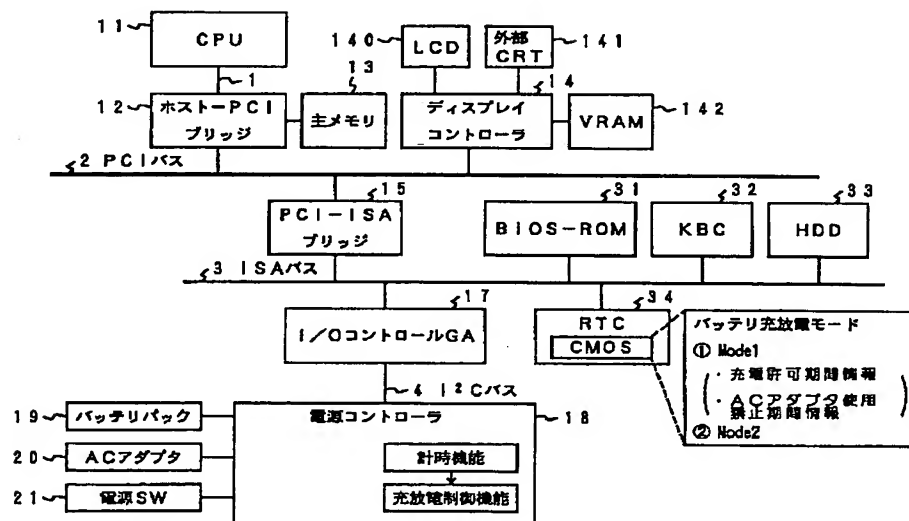 11
CPU
140
LCD
外部
CRT
141
1
13
14
12
ホストーPCI
ブリッジ
主メモリ
ディスプレイ
コントローラ
VRAM
142
2 PCIバス
15
31
32
33
PCI-ISA
ブリッジ
BIOS-ROM
KBC
HDD
3 ISAバス
17
34
I/OコントロールGA
RTC
CMOS
バッテリ充放電モード
① Mode1
・充電許可期間情報
・ACアダプタ使用
禁止期間情報
② Mode2
4 I²Cバス
19
バッテリパック
電源コントローラ
18
20
ACアダプタ
計時機能
21
電源SW
充放電制御機能